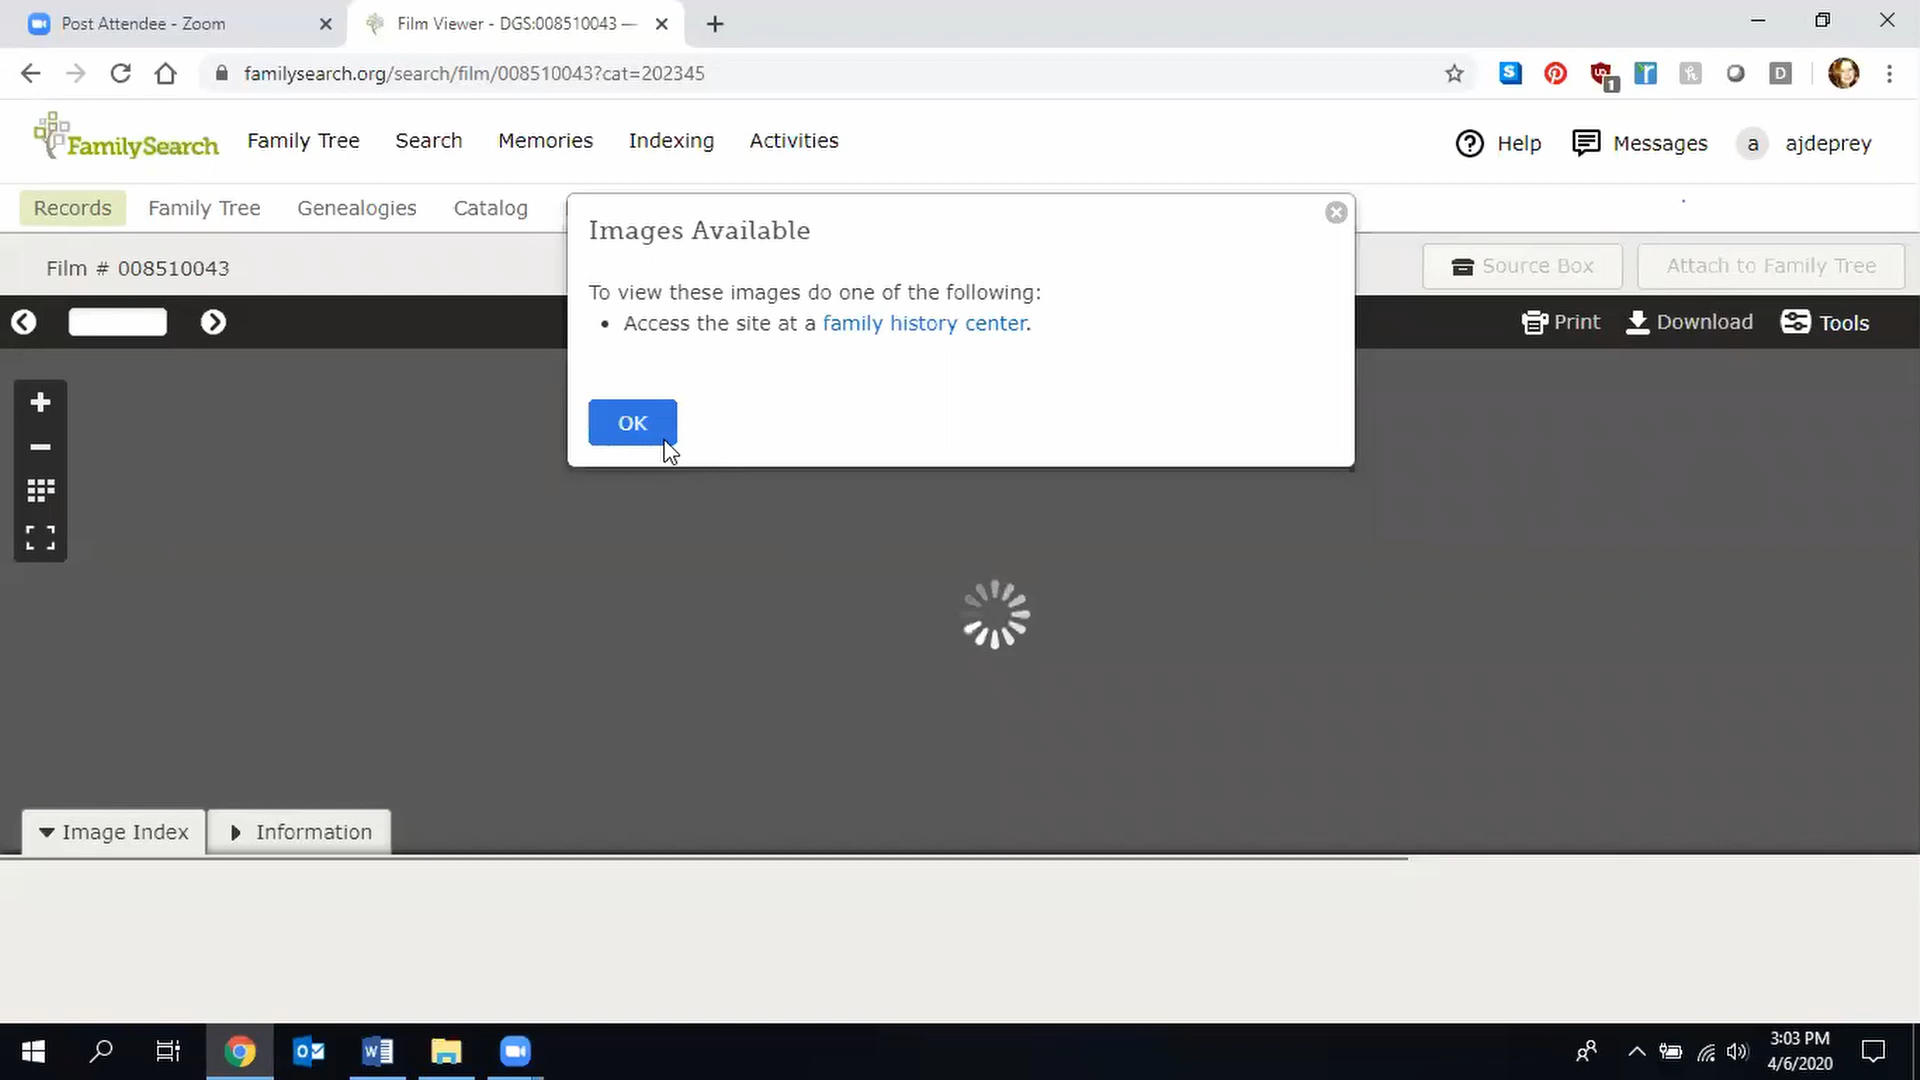 Post Attendee - Zoom
Film Viewer - DGS:008510043 —
familysearch.org/search/film/008510043?cat=202345
S
1
D
FamilySearch
Family Tree
Search
Memories
Indexing
Activities
Help
Messages
a
ajdeprey
Records
Family Tree
Genealogies
Catalog
Images Available
Film # 008510043
Source Box
Attach to Family Tree
To view these images do one of the following:
• Access the site at a family history center.
Print
Download
Tools
OK
Image Index
Information
3:03 PM
4/6/2020